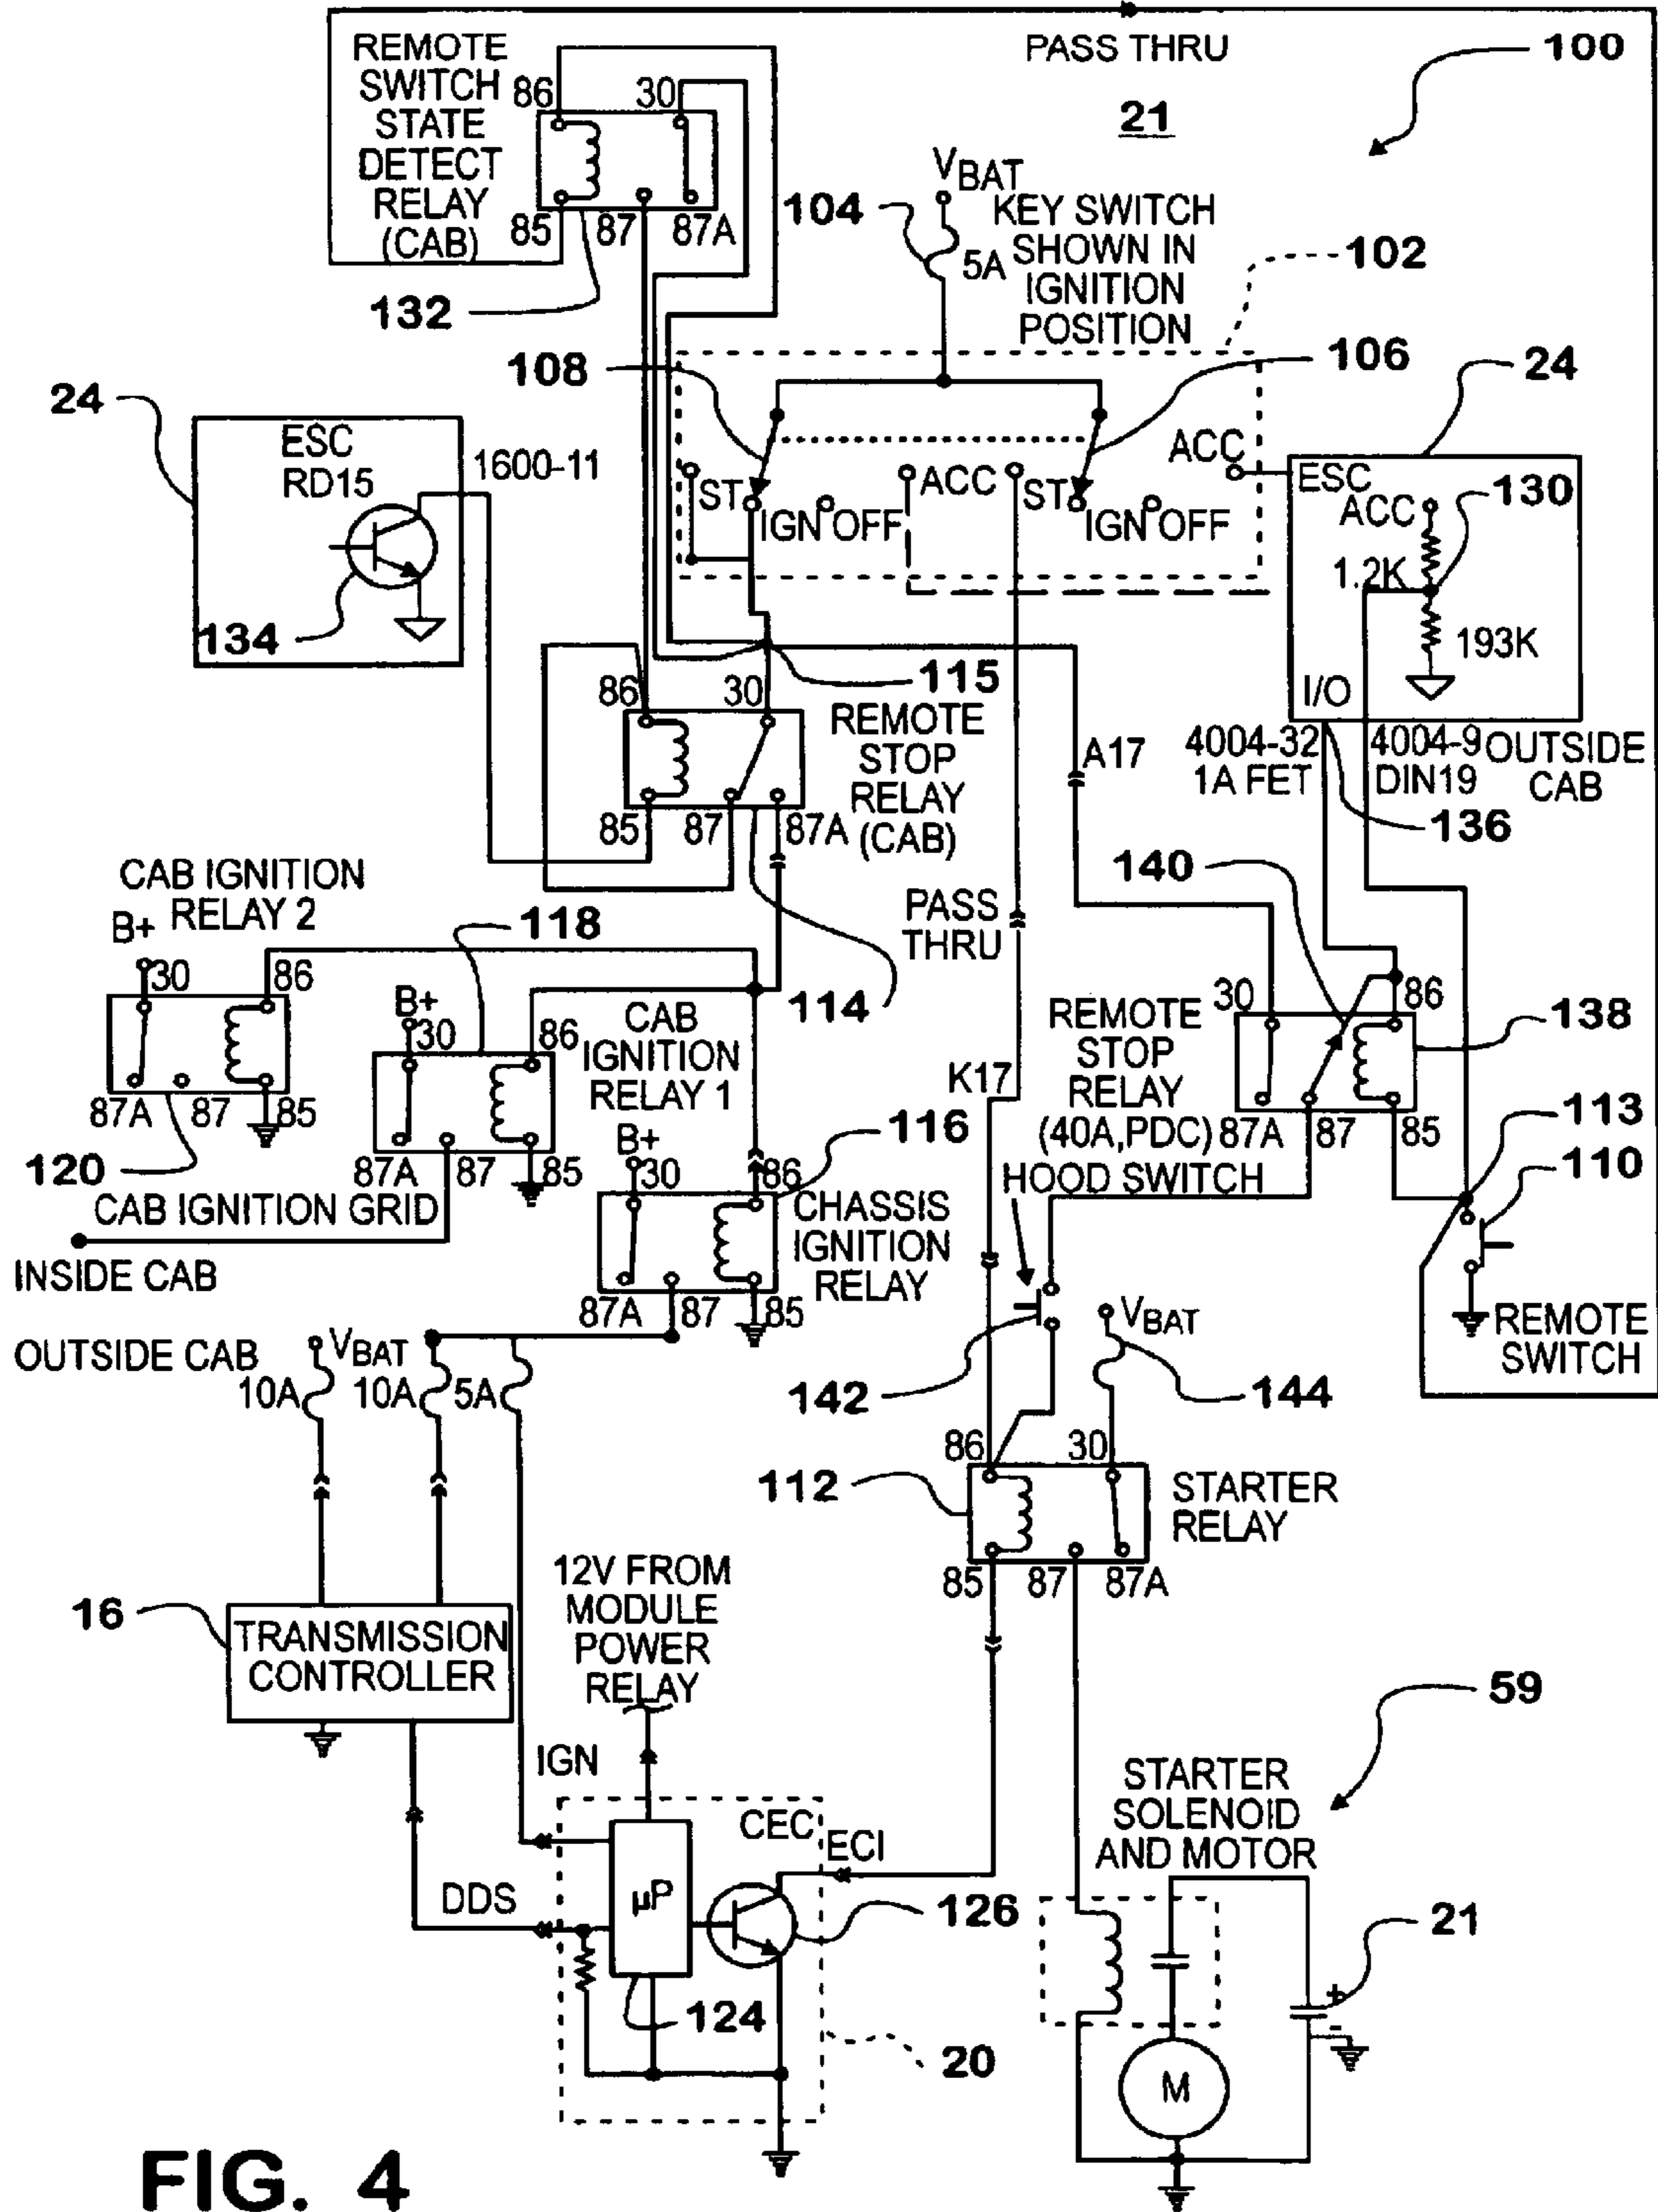 PASS THRU
100
REMOTE
SWITCH
STATE
DETECT
RELAY
(CAB)
86
30
85
87
87A
132
21
VBAT
104
5A
KEY SWITCH
SHOWN IN
IGNITION
POSITION
102
108
106
24
ESC
RD15
1600-11
134
ST
IGN
OFF
ACC
ST
IGN
OFF
ACC
24
ESC
ACC
130
1.2K
193K
I/O
4004-32
1A FET
4004-9
DIN19
OUTSIDE
CAB
136
115
86
30
REMOTE
STOP
RELAY
(CAB)
85
87
87A
A17
114
PASS
THRU
140
CAB IGNITION
RELAY 2
B+
30
86
87A
87
85
120
118
B+
30
86
CAB
IGNITION
RELAY 1
87A
87
85
CAB IGNITION GRID
INSIDE CAB
K17
REMOTE
STOP
RELAY
(40A,PDC)
30
86
138
87A
87
85
113
110
REMOTE
SWITCH
B+
30
86
116
CHASSIS
IGNITION
RELAY
87A
87
85
HOOD SWITCH
142
VBAT
144
OUTSIDE CAB
VBAT
10A
10A
5A
86
30
112
STARTER
RELAY
85
87
87A
16
TRANSMISSION
CONTROLLER
12V FROM
MODULE
POWER
RELAY
IGN
CEC
ECI
DDS
µP
126
124
20
59
STARTER
SOLENOID
AND MOTOR
21
+
-
M
FIG. 4